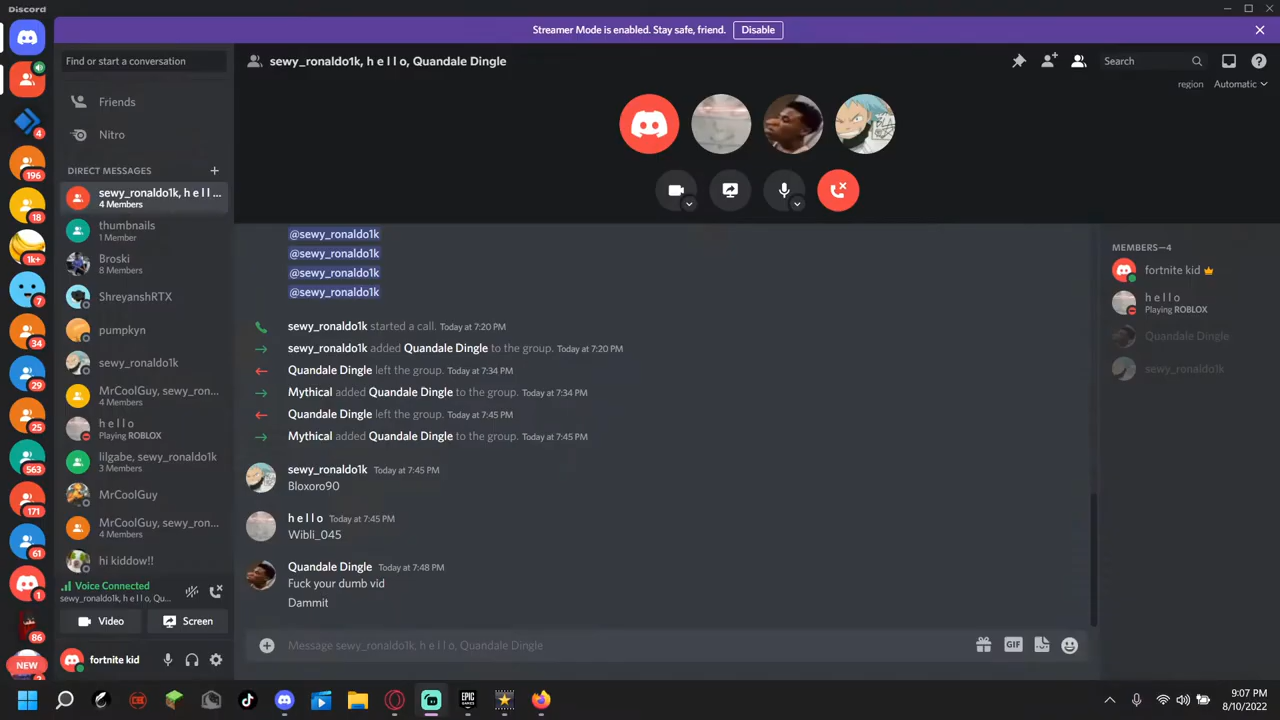 Discord
Streamer Mode is enabled. Stay safe, friend.
Disable
Find or start a conversation
sewy_ronaldo1k, h e l l o, Quandale Dingle
Search
region
Automatic
4
196
18
1k+
7
34
29
25
563
171
61
1
86
NEW
Friends
Nitro
DIRECT MESSAGES
sewy_ronaldo1k, h e l l ...
4 Members
thumbnails
1 Member
Broski
8 Members
ShreyanshRTX
pumpkyn
sewy_ronaldo1k
MrCoolGuy, sewy_ron...
4 Members
h e l l o
Playing ROBLOX
lilgabe, sewy_ronaldo1k
3 Members
MrCoolGuy
MrCoolGuy, sewy_ron...
4 Members
hi kiddow!!
Voice Connected
sewy_ronaldo1k, h e l l o, Qu...
Video
Screen
fortnite kid
@sewy_ronaldo1k
@sewy_ronaldo1k
@sewy_ronaldo1k
@sewy_ronaldo1k
sewy_ronaldo1k started a call. Today at 7:20 PM
sewy_ronaldo1k added Quandale Dingle to the group. Today at 7:20 PM
Quandale Dingle left the group. Today at 7:34 PM
Mythical added Quandale Dingle to the group. Today at 7:34 PM
Quandale Dingle left the group. Today at 7:45 PM
Mythical added Quandale Dingle to the group. Today at 7:45 PM
sewy_ronaldo1k Today at 7:45 PM
Bloxoro90
h e l l o Today at 7:45 PM
Wibli_045
Quandale Dingle Today at 7:48 PM
Fuck your dumb vid
Dammit
Message sewy_ronaldo1k, h e l l o, Quandale Dingle
GIF
MEMBERS—4
fortnite kid
h e l l o
Playing ROBLOX
Quandale Dingle
sewy_ronaldo1k
EPIC
GAMES
9:07 PM
8/10/2022